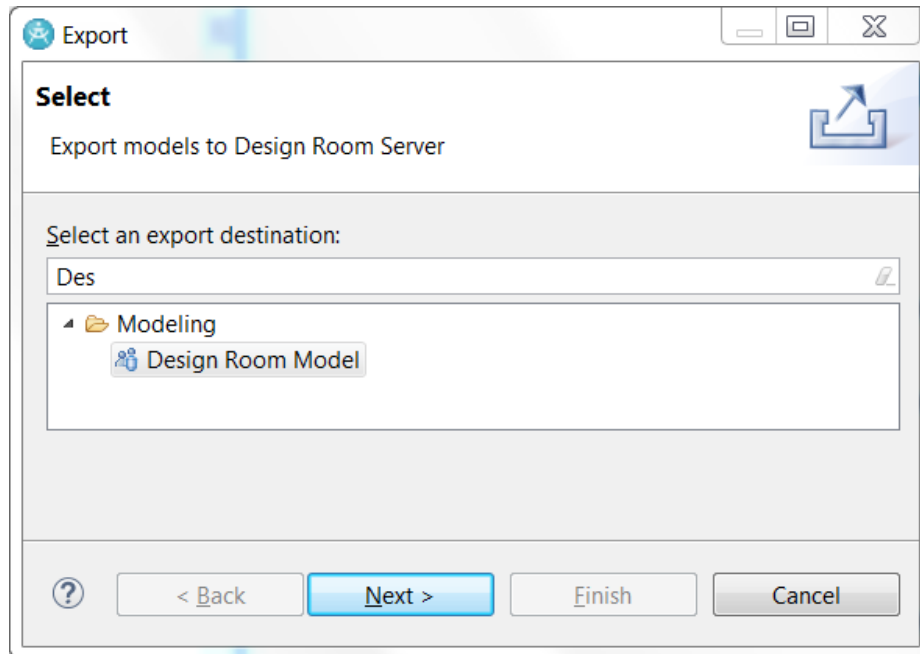 Export
Select
Export models to Design Room Server
Select an export destination:
Des
Modeling
Design Room Model
? < Back Next > Finish Cancel